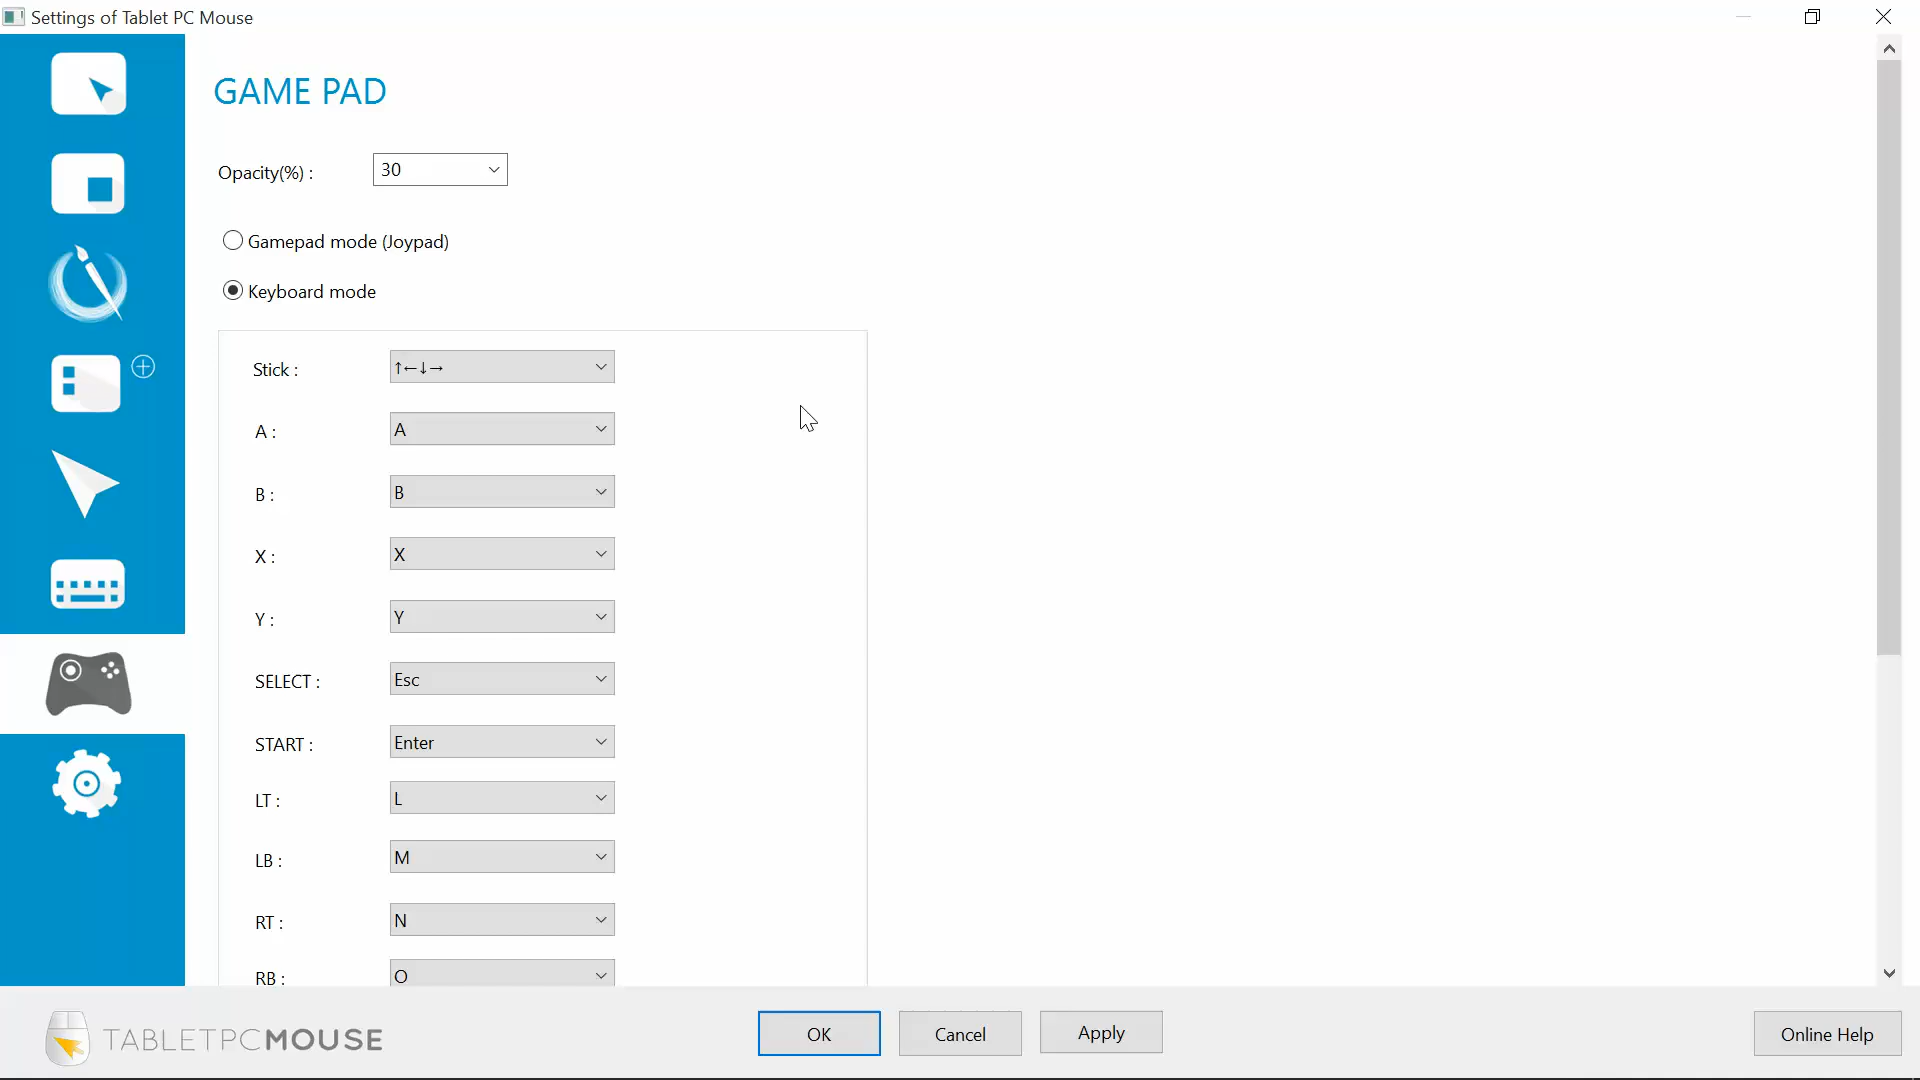 Settings of Tablet PC Mouse
GAME PAD
Opacity(%) : 30
Gamepad mode (Joypad)
Keyboard mode
Stick : ↑←↓→
A : A
B : B
X : X
Y : Y
SELECT : Esc
START : Enter
LT : L
LB : M
RT : N
RB : O
TABLETPCMOUSE
OK Cancel Apply Online Help